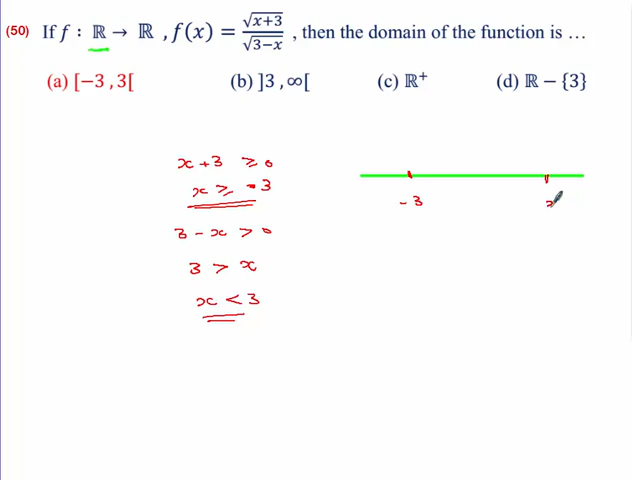 (50) If f : ℝ → ℝ , f(x) = √(x+3) / √(3−x) , then the domain of the function is …
(a) [−3 ,3[ (b) ]3 ,∞[ (c) ℝ⁺ (d) ℝ − {3}
x + 3 ≥ 0
x ≥ -3
3 - x > 0
3 > x
x < 3
-3